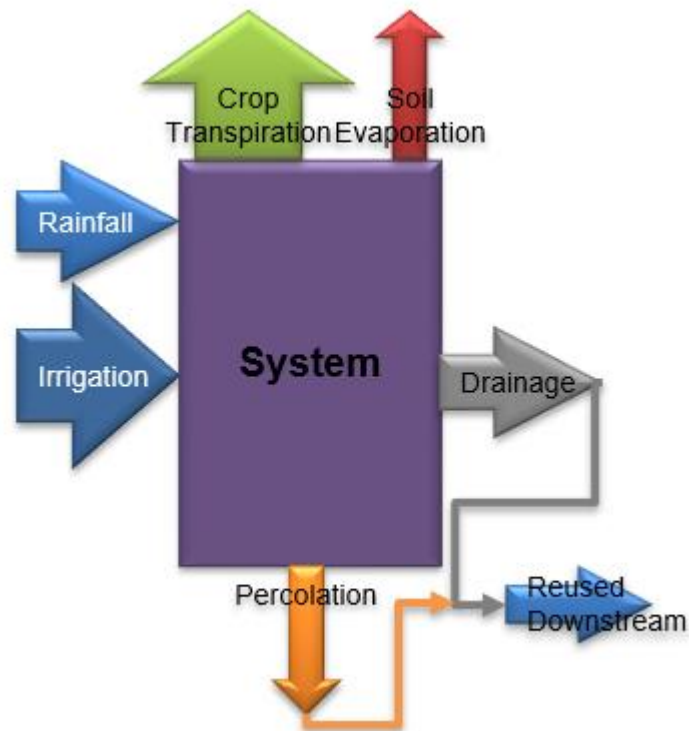 Crop
Transpiration
Soil
Evaporation
Rainfall
Irrigation
System
Drainage
Percolation
Reused
Downstream